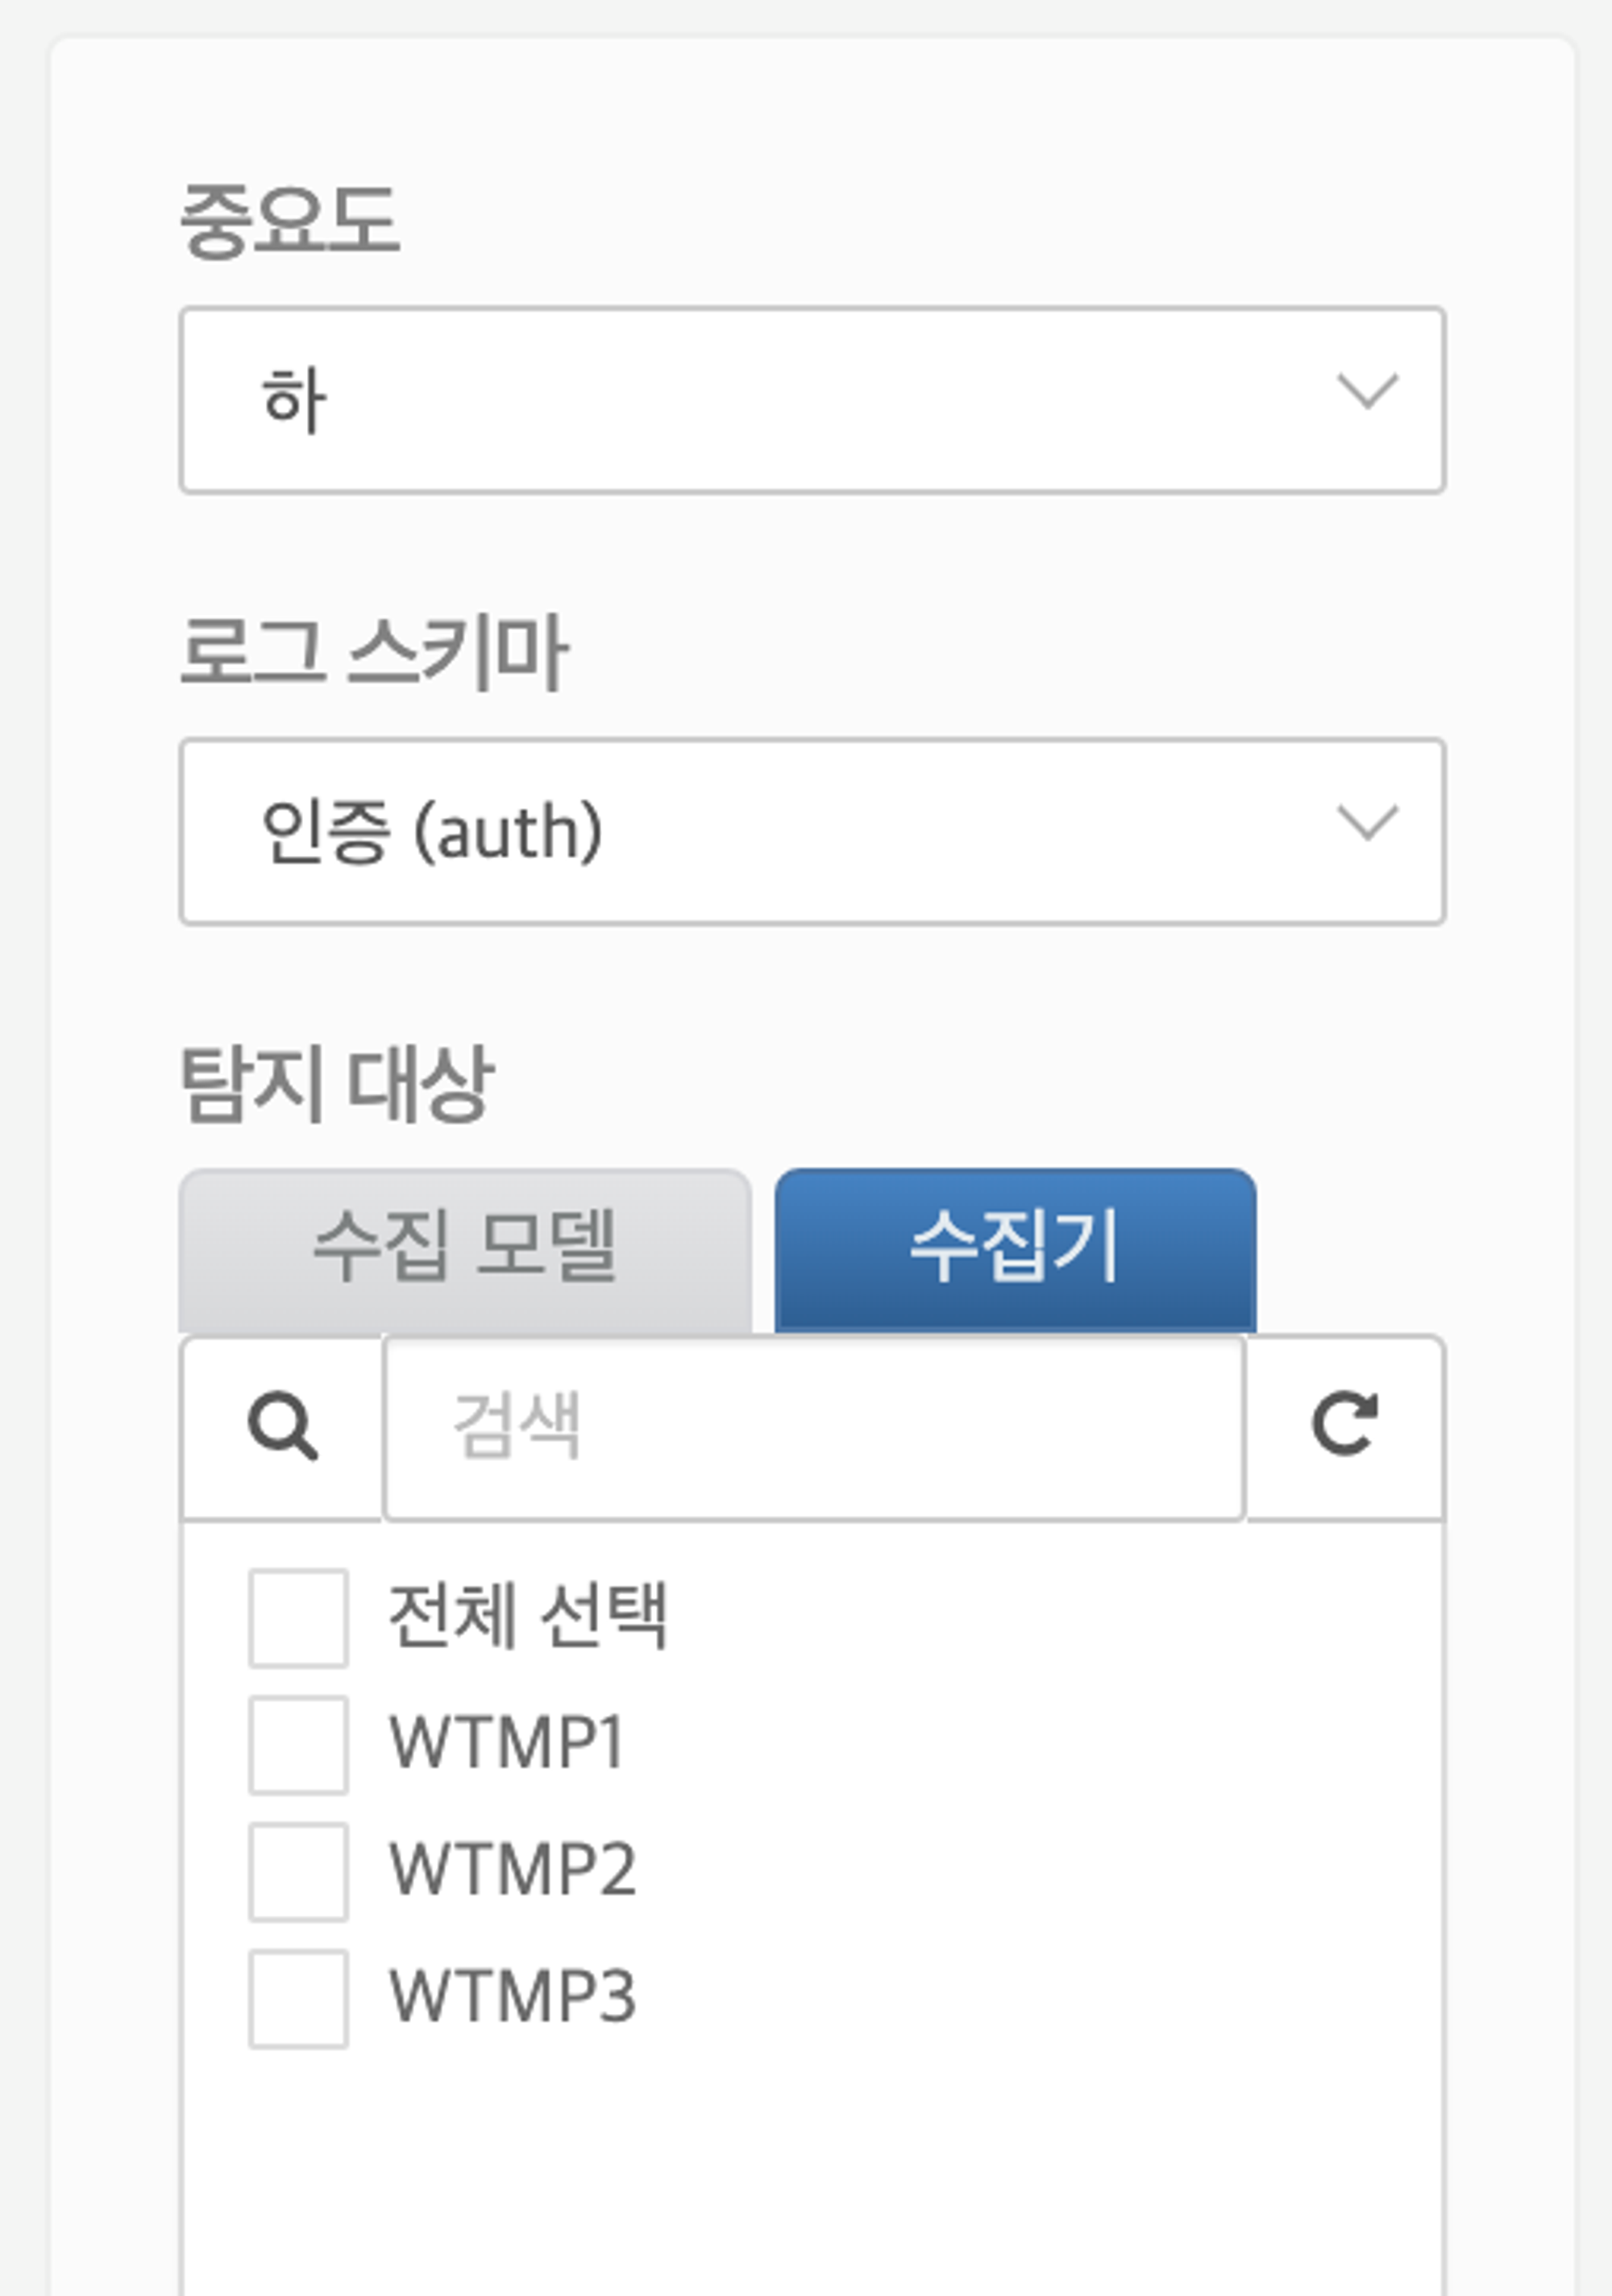 중요도
하
로그 스키마
인증 (auth)
탐지 대상
수집 모델 수집기
검색
전체 선택
WTMP1
WTMP2
WTMP3